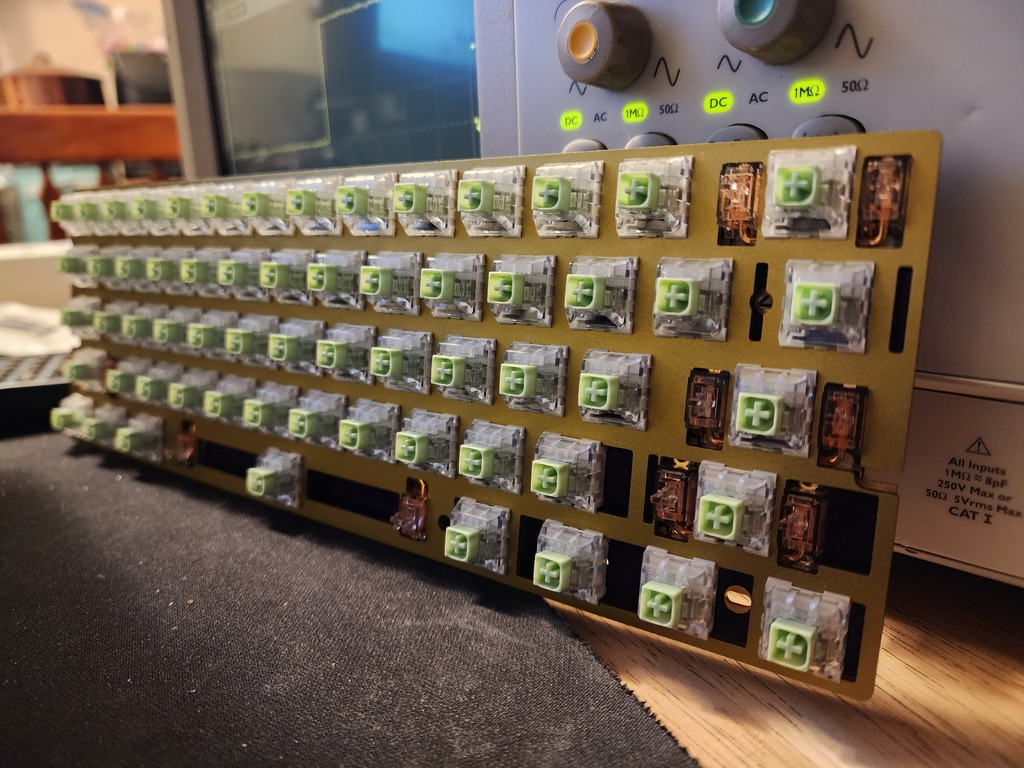 DC AC 1MΩ 50Ω
DC AC 1MΩ 50Ω
All Inputs
1MΩ ≈ 8pF
250V Max or
50Ω 5Vrms Max
CAT I